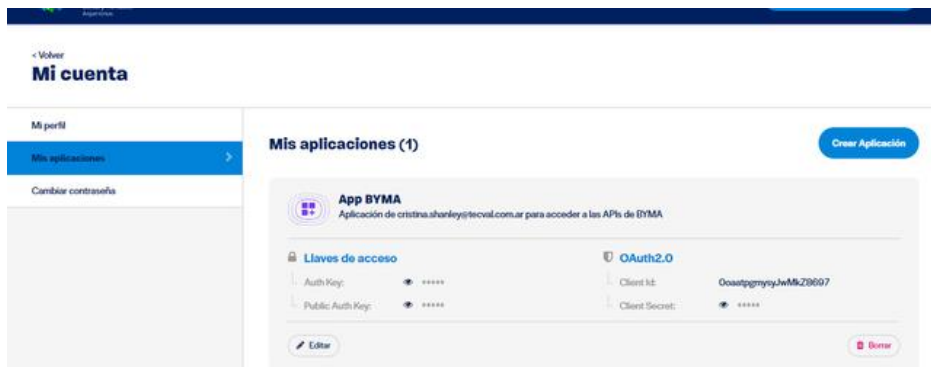 < Volver
Mi cuenta
Mi perfil
Mis aplicaciones
Cambiar contraseña
Mis aplicaciones (1)
Crear Aplicación
App BYMA
Aplicación de cristina.shanley@tecval.com.ar para acceder a las APIs de BYMA
Llaves de acceso
Auth Key: *****
Public Auth Key: *****
OAuth2.0
Client Id:
Client Secret: *****
Editar
Borrar